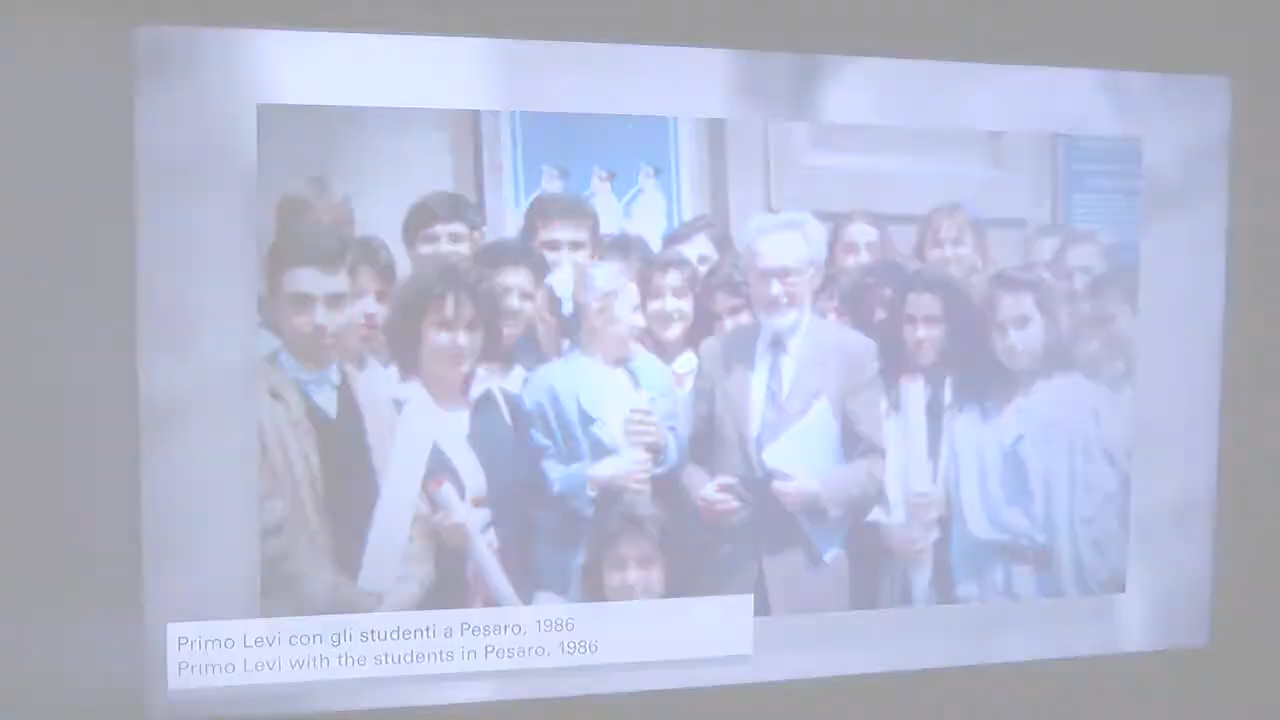 Primo Levi con gli studenti a Pesaro, 1986
Primo Levi with the students in Pesaro, 1986